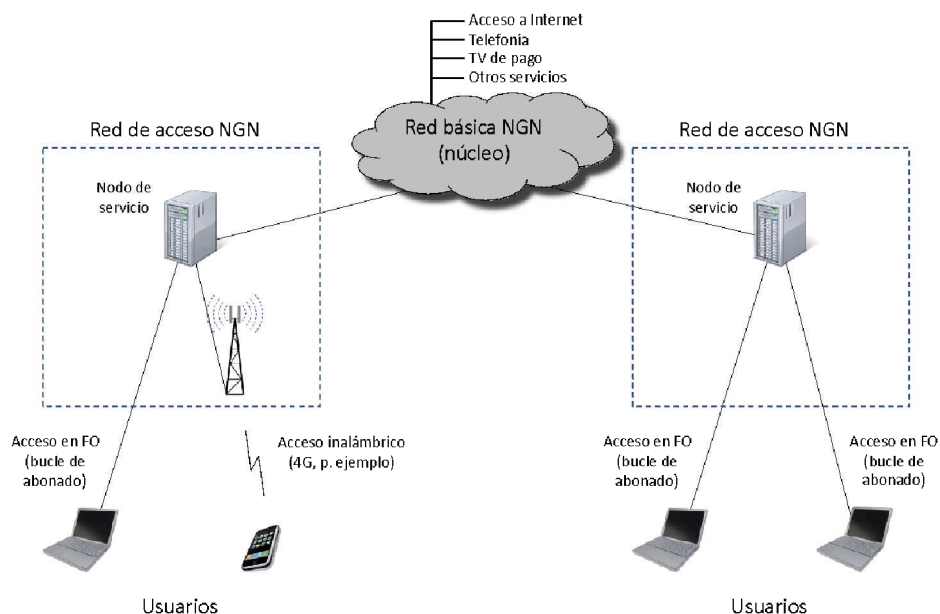 Acceso a Internet
Telefonía
TV de pago
Otros servicios
Red básica NGN
(núcleo)
Red de acceso NGN
Red de acceso NGN
Nodo de
servicio
Nodo de
servicio
Acceso en FO
(bucle de
abonado)
Acceso inalámbrico
(4G, p. ejemplo)
Acceso en FO
(bucle de
abonado)
Acceso en FO
(bucle de
abonado)
Usuarios
Usuarios